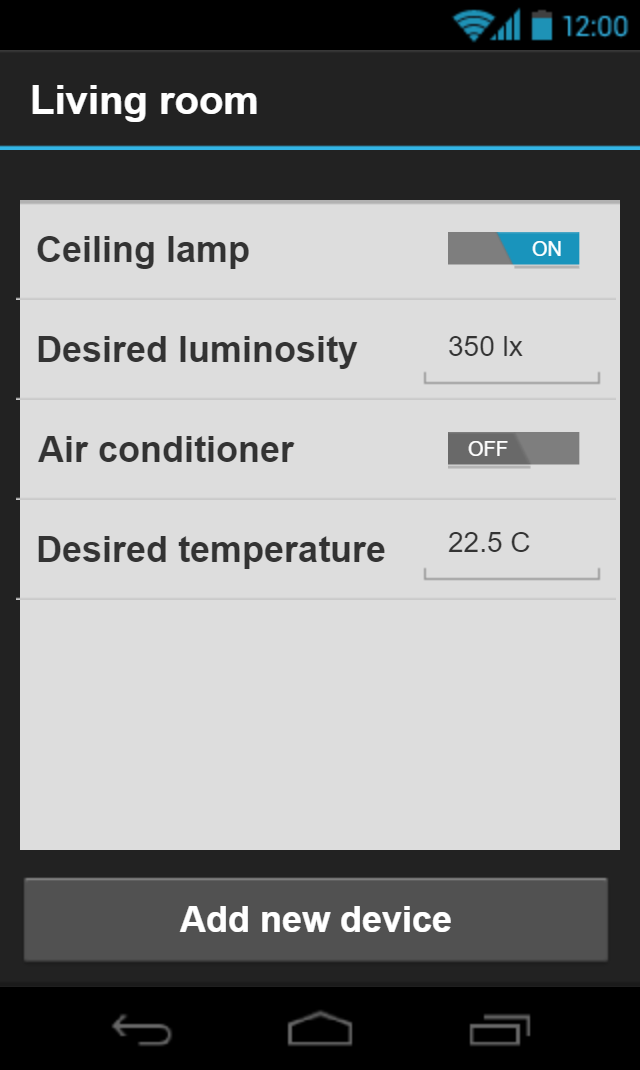 12:00
Living room
Ceiling lamp ON
Desired luminosity 350 lx
Air conditioner OFF
Desired temperature 22.5 C
Add new device